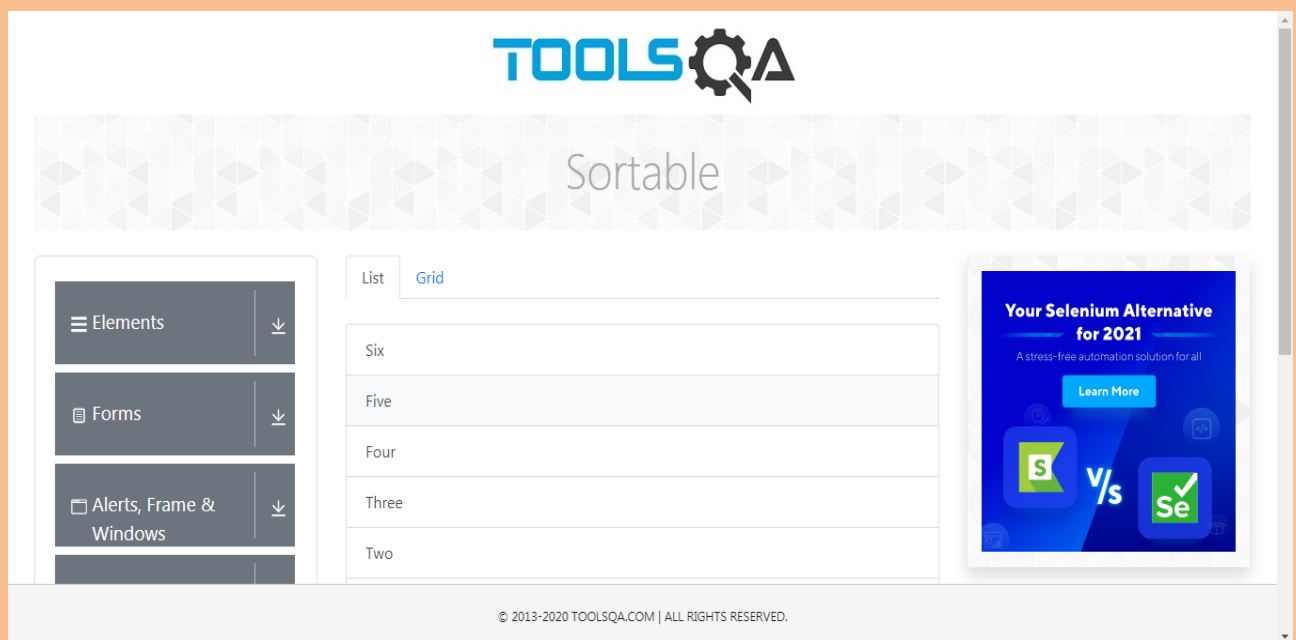 TOOLSQA
Sortable
List Grid
Elements
Forms
Alerts, Frame &
Windows
Six
Five
Four
Three
Two
Your Selenium Alternative
for 2021
A stress-free automation solution for all
Learn More
S
V/s
Se
</>
© 2013-2020 TOOLSQA.COM | ALL RIGHTS RESERVED.